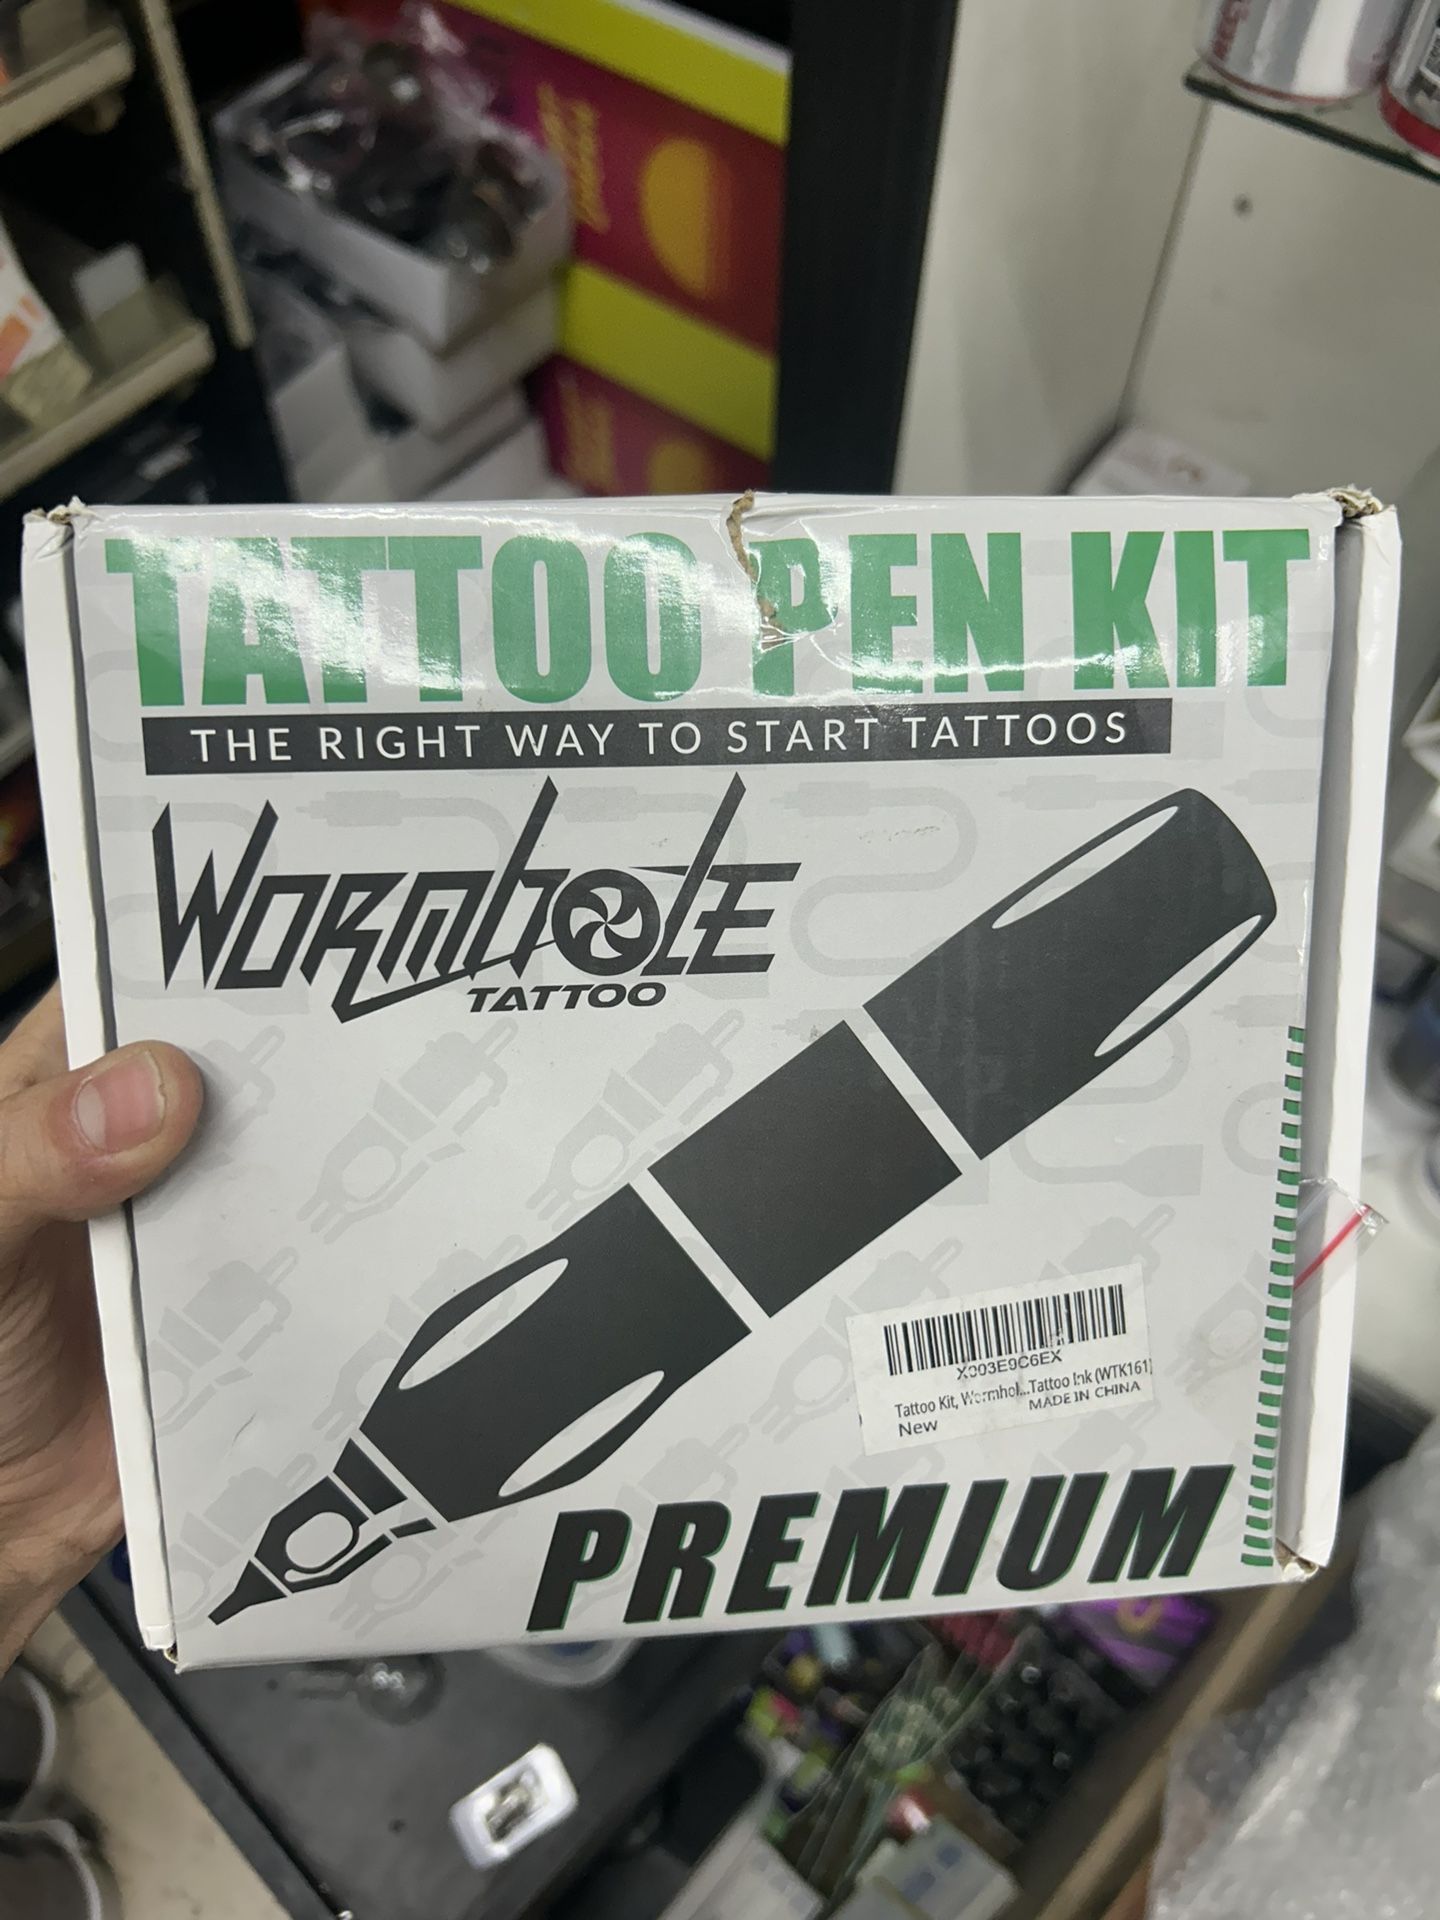 TATTOO PEN KIT
THE RIGHT WAY TO START TATTOOS
WORMHOLE
TATTOO
X003E9C6EX
Tattoo Kit, Wormhol...Tattoo Ink (WTK161)
New
MADE IN CHINA
PREMIUM